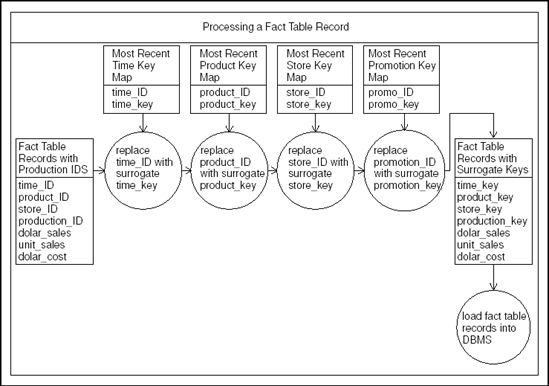 Processing a Fact Table Record
Most Recent
Time Key
Map
time_ID
time_key
Most Recent
Product Key
Map
product_ID
product_key
Most Recent
Store Key
Map
store_ID
store_key
Most Recent
Promotion Key
Map
promo_ID
promo_key
Fact Table
Records with
Production IDS
time_ID
product_ID
store_ID
production_ID
dolar_sales
unit_sales
dolar_cost
replace
time_ID with
surrogate
time_key
replace
product_ID
with surrogate
product_key
replace
store_ID with
surrogate
store_key
replace
promotion_ID
with surrogate
promotion_key
Fact Table
Records with
Surrogate Keys
time_key
product_key
store_key
production_key
dolar_sales
unit_sales
dolar_cost
load fact table
records into
DBMS